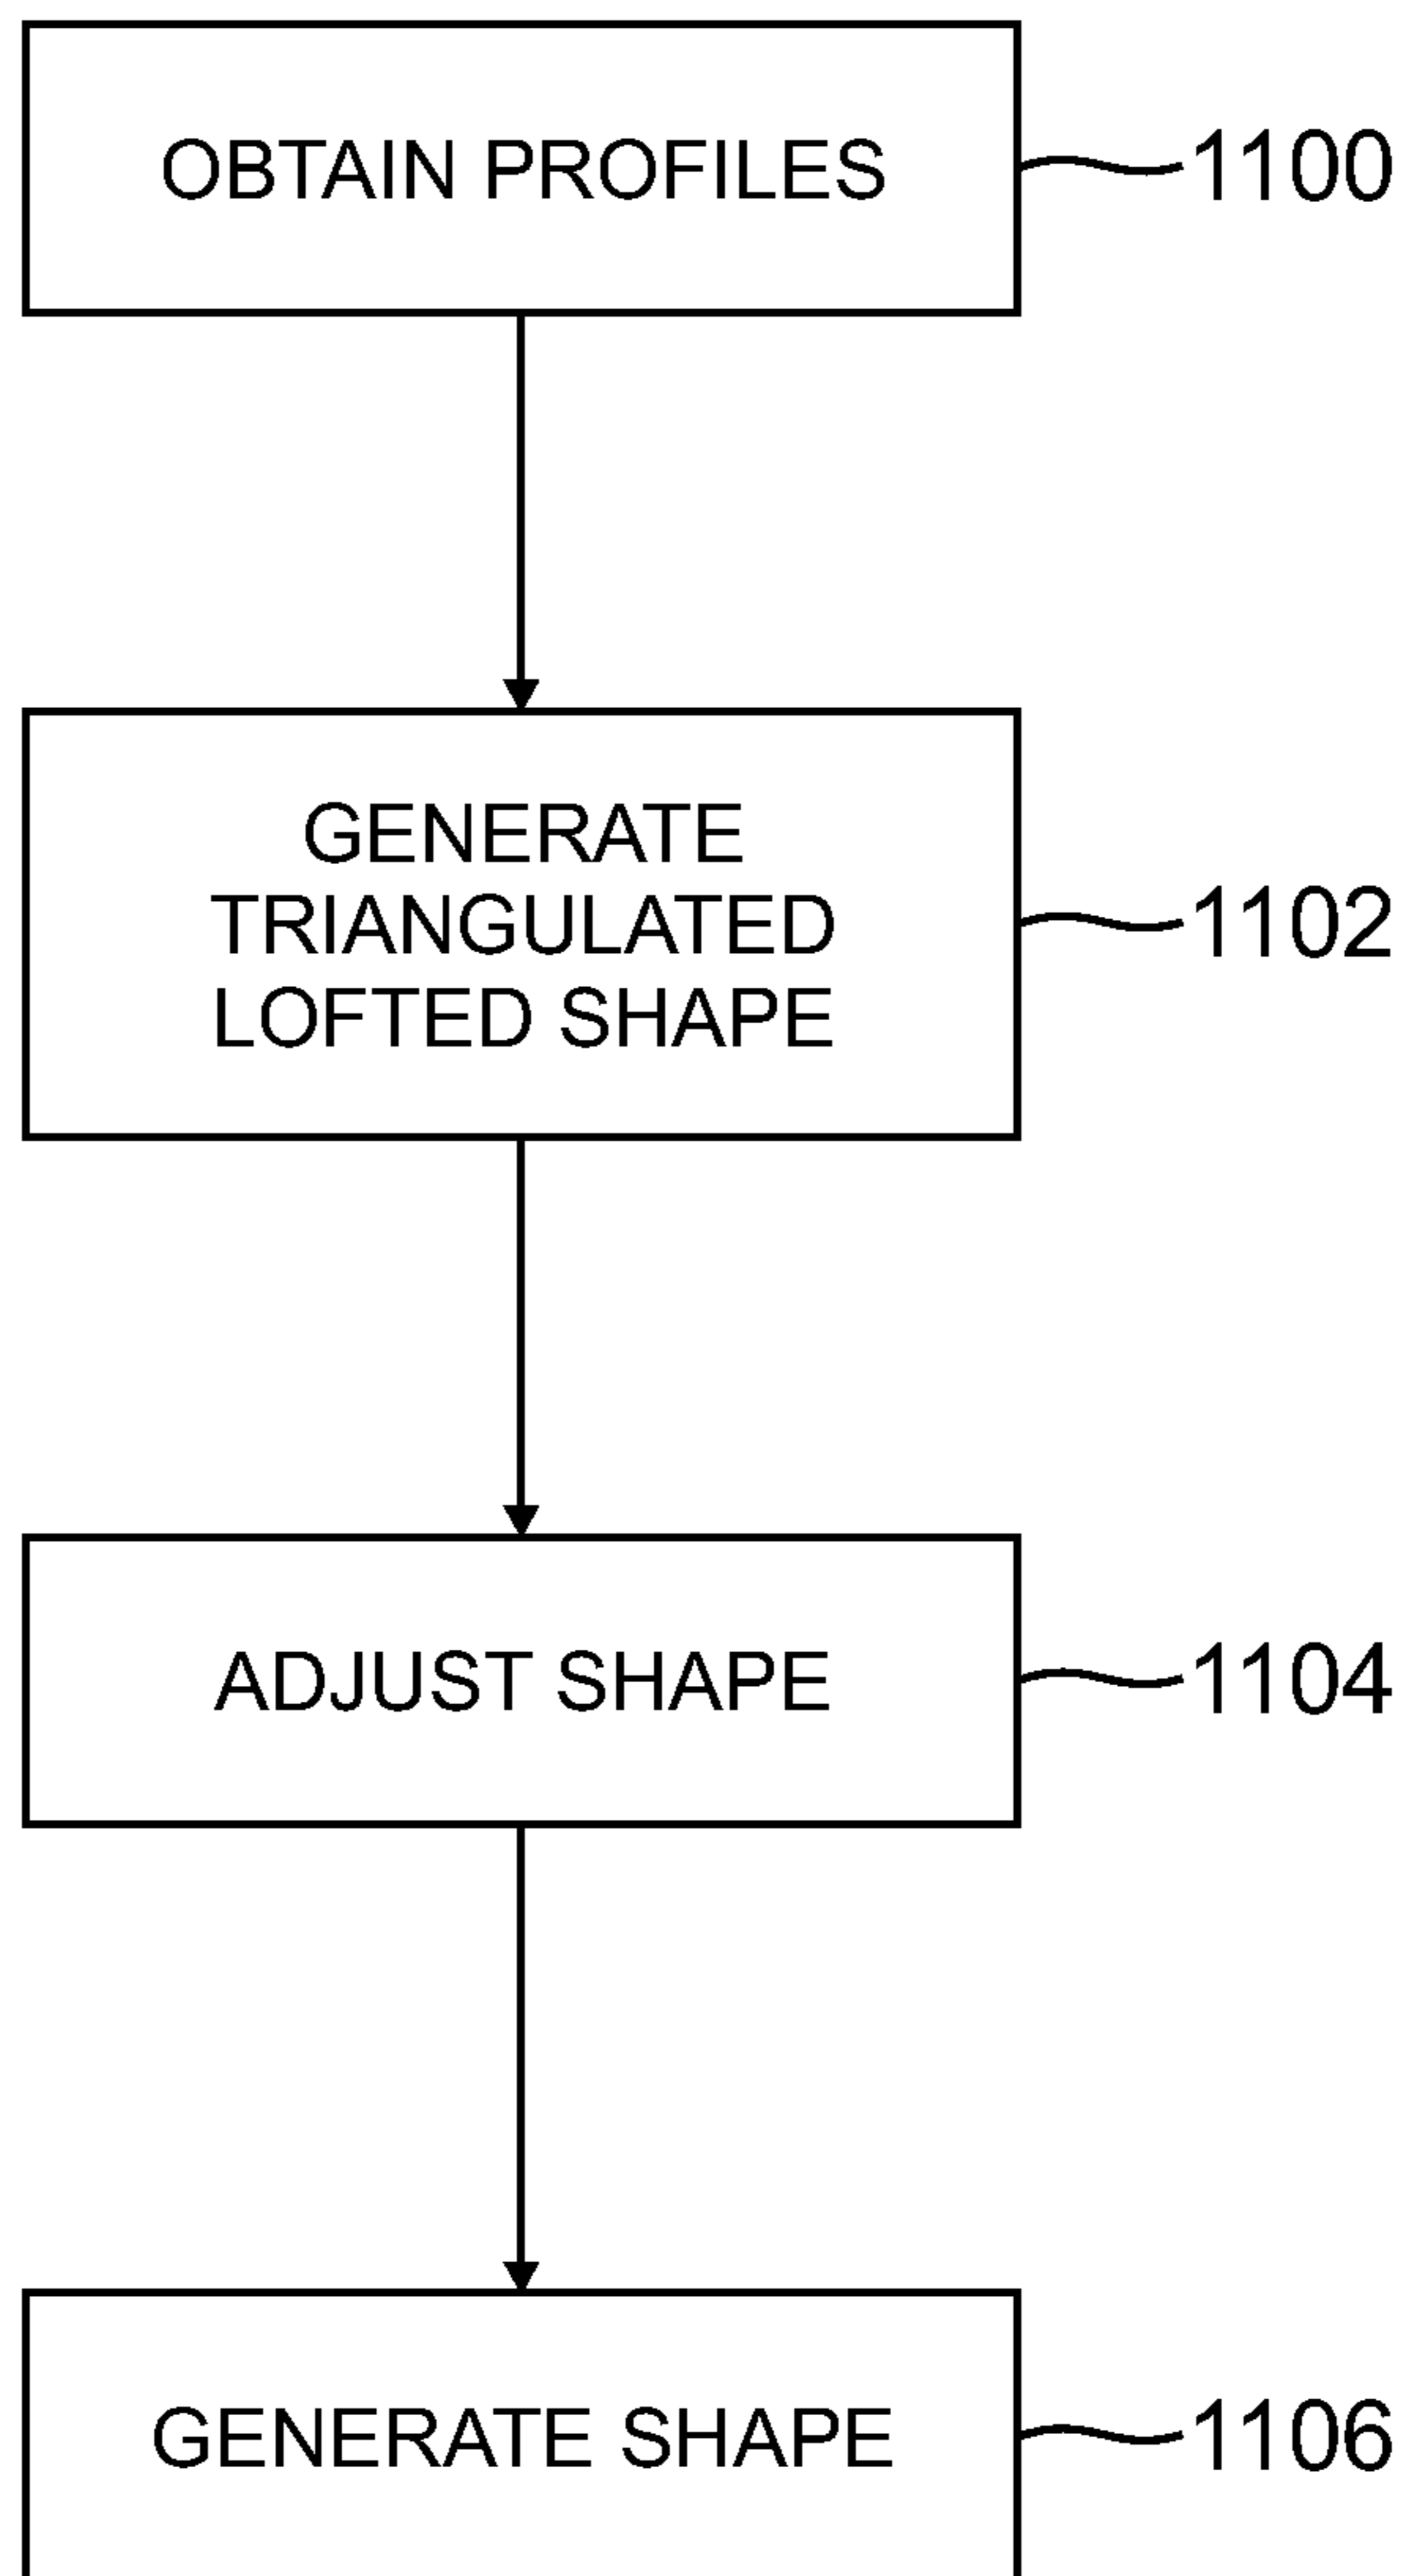 OBTAIN PROFILES
1100
GENERATE
TRIANGULATED
LOFTED SHAPE
1102
ADJUST SHAPE
1104
GENERATE SHAPE
1106